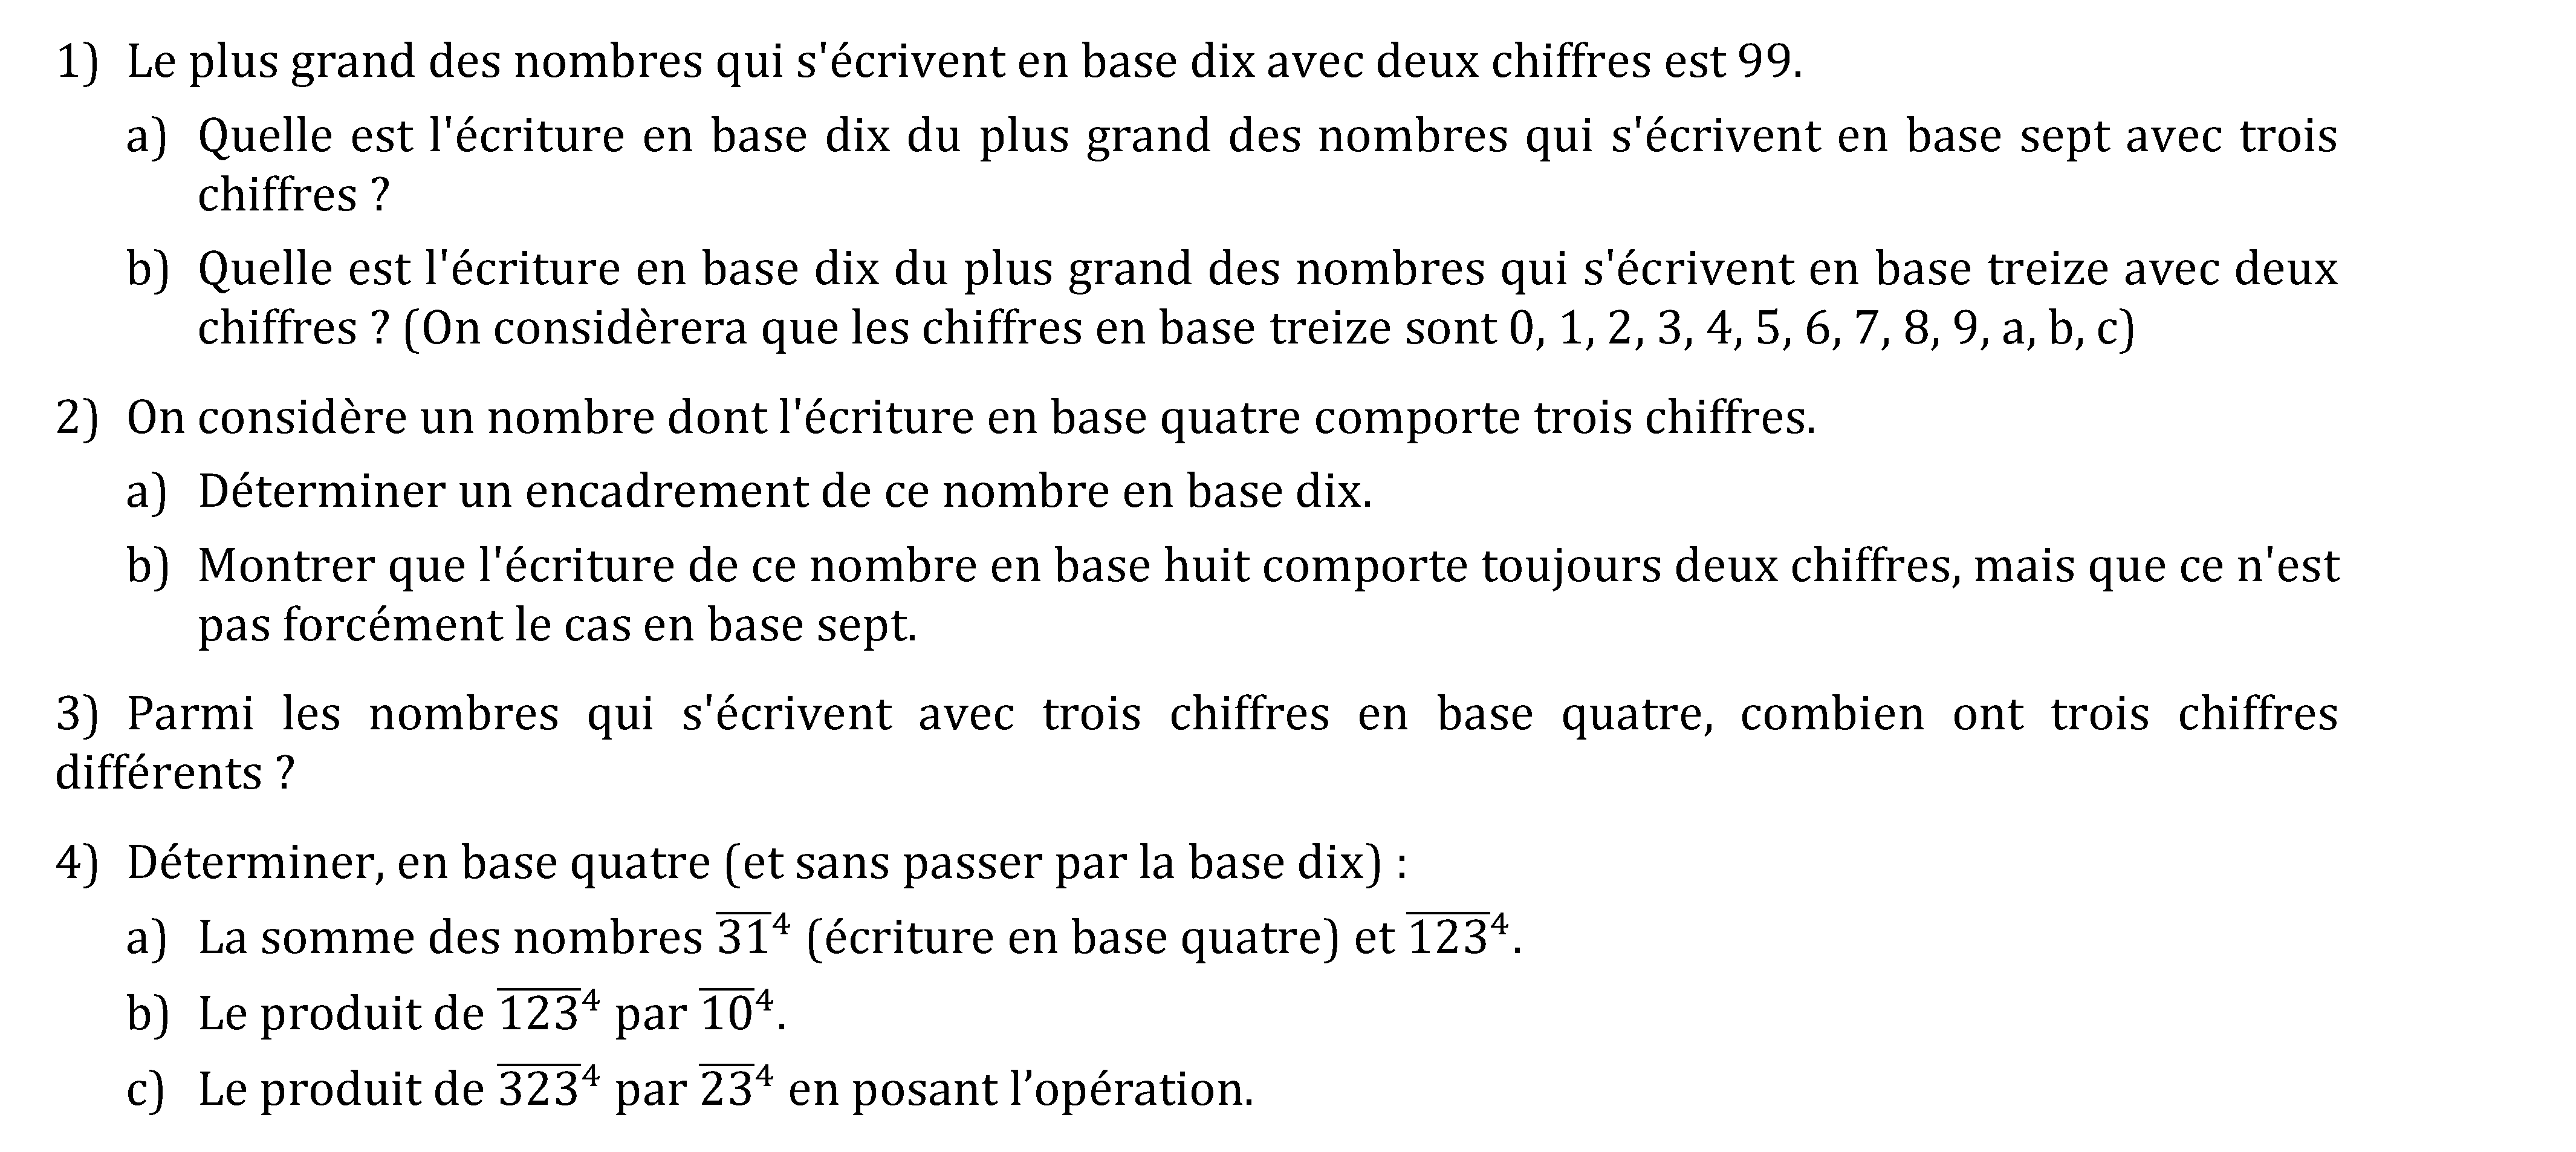 1) Le plus grand des nombres qui s'écrivent en base dix avec deux chiffres est 99.
a) Quelle est l'écriture en base dix du plus grand des nombres qui s'écrivent en base sept avec trois
chiffres ?
b) Quelle est l'écriture en base dix du plus grand des nombres qui s'écrivent en base treize avec deux
chiffres ? (On considèrera que les chiffres en base treize sont 0, 1, 2, 3, 4, 5, 6, 7, 8, 9, a, b, c)
2) On considère un nombre dont l'écriture en base quatre comporte trois chiffres.
a) Déterminer un encadrement de ce nombre en base dix.
b) Montrer que l'écriture de ce nombre en base huit comporte toujours deux chiffres, mais que ce n'est
pas forcément le cas en base sept.
3) Parmi les nombres qui s'écrivent avec trois chiffres en base quatre, combien ont trois chiffres
différents ?
4) Déterminer, en base quatre (et sans passer par la base dix) :
a) La somme des nombres $\overline{31}^4$ (écriture en base quatre) et $\overline{123}^4$.
b) Le produit de $\overline{123}^4$ par $\overline{10}^4$.
c) Le produit de $\overline{323}^4$ par $\overline{23}^4$ en posant l’opération.